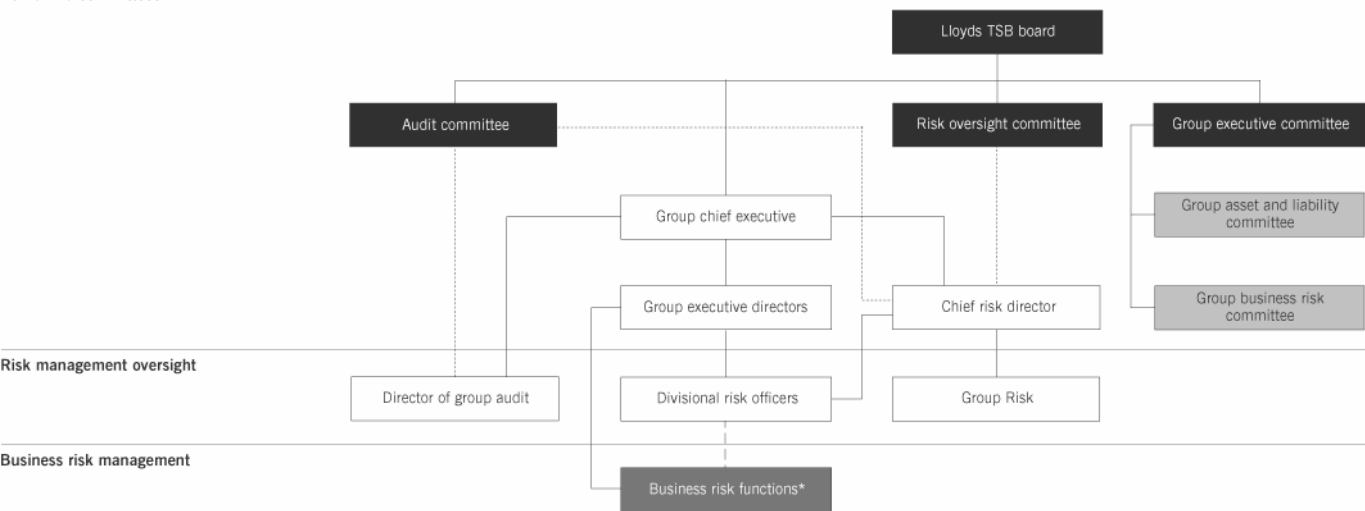 Lloyds TSB board
Audit committee
Risk oversight committee
Group executive committee
Group chief executive
Group asset and liability
committee
Group executive directors
Chief risk director
Group business risk
committee
Risk management oversight
Director of group audit
Divisional risk officers
Group Risk
Business risk management
Business risk functions*